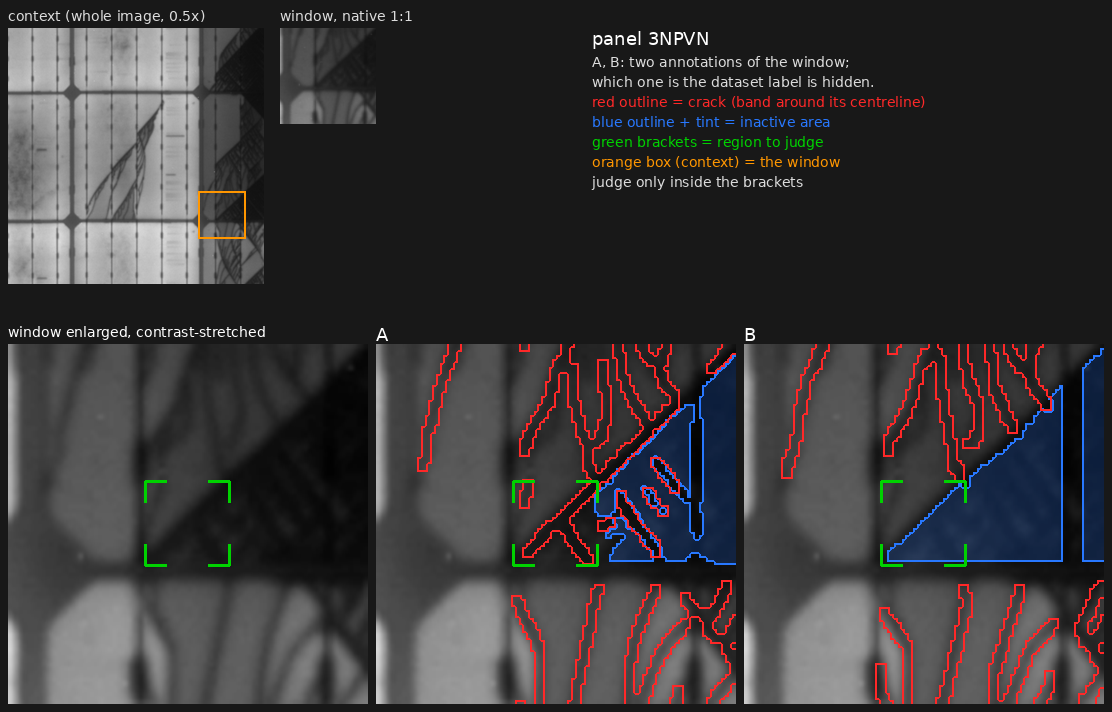 context (whole image, 0.5x)
window, native 1:1
panel 3NPVN
A, B: two annotations of the window;
which one is the dataset label is hidden.
red outline = crack (band around its centreline)
blue outline + tint = inactive area
green brackets = region to judge
orange box (context) = the window
judge only inside the brackets
window enlarged, contrast-stretched
A
B